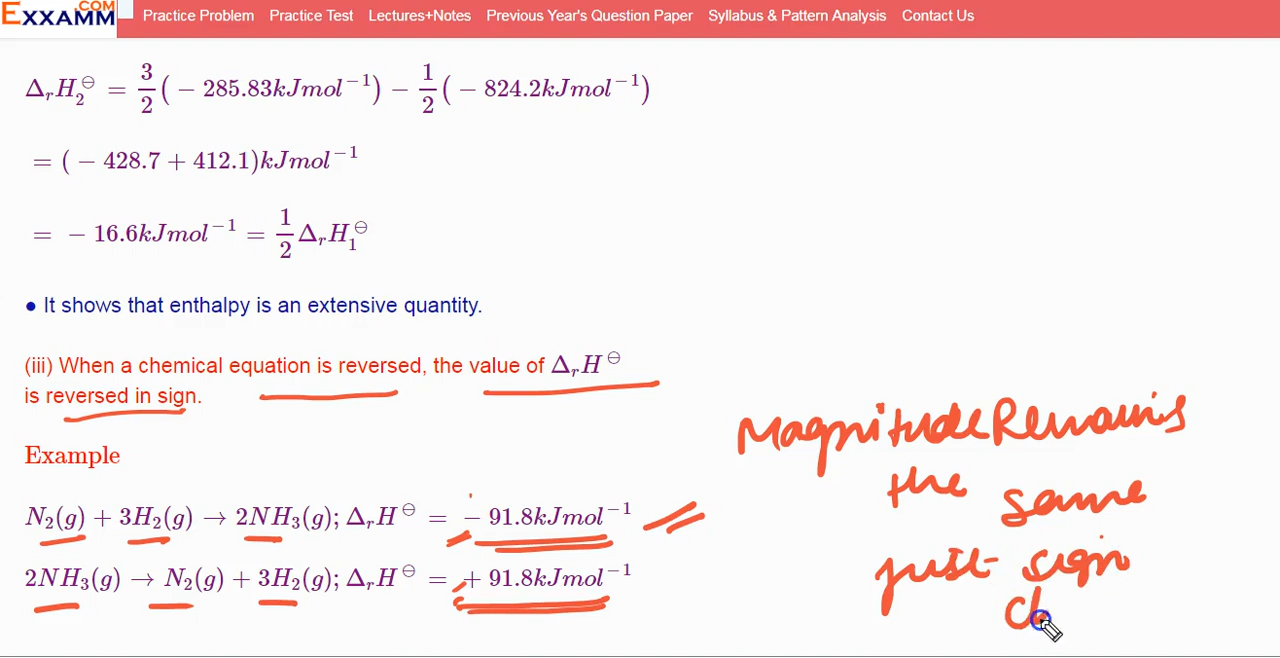 EXXAMM .COM
Practice Problem Practice Test Lectures+Notes Previous Year's Question Paper Syllabus & Pattern Analysis Contact Us
ΔᵣH₂⊖ = 3/2 (− 285.83kJmol⁻¹) − 1/2 (− 824.2kJmol⁻¹)
= (− 428.7 + 412.1)kJmol⁻¹
= − 16.6kJmol⁻¹ = 1/2 ΔᵣH₁⊖
● It shows that enthalpy is an extensive quantity.
(iii) When a chemical equation is reversed, the value of ΔᵣH⊖
is reversed in sign.
Example
N₂(g) + 3H₂(g) → 2NH₃(g); ΔᵣH⊖ = − 91.8kJmol⁻¹
2NH₃(g) → N₂(g) + 3H₂(g); ΔᵣH⊖ = + 91.8kJmol⁻¹
Magnitude Remains
the same
just sign